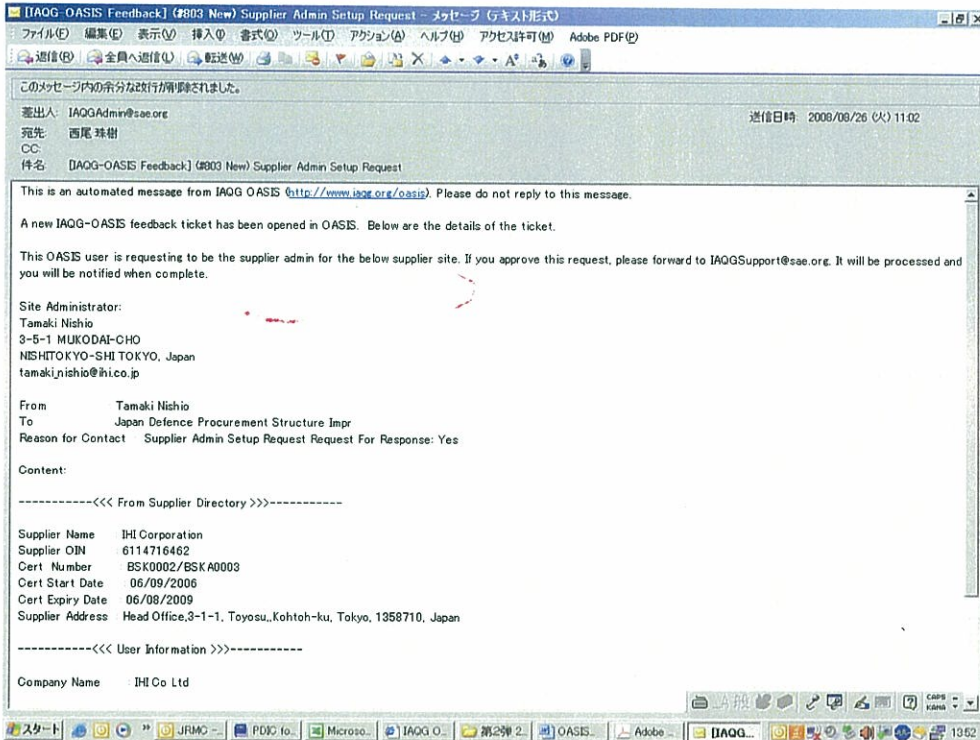 [IAQG-OASIS Feedback] (#803 New) Supplier Admin Setup Request - メッセージ (テキスト形式)
ファイル(F) 編集(E) 表示(V) 挿入(I) 書式(O) ツール(T) アクション(A) ヘルプ(H) アクセス許可(M) Adobe PDF(P)
返信(R) 全員へ返信(L) 転送(W)
このメッセージ内の余分な改行が削除されました。
差出人: IAQGAdmin@sae.org 送信日時: 2008/08/26 (火) 11:02
宛先: 西尾 珠樹
CC:
件名: [IAQG-OASIS Feedback] (#803 New) Supplier Admin Setup Request
This is an automated message from IAQG OASIS (http://www.iaqg.org/oasis). Please do not reply to this message.
A new IAQG-OASIS feedback ticket has been opened in OASIS. Below are the details of the ticket.
This OASIS user is requesting to be the supplier admin for the below supplier site. If you approve this request, please forward to IAQGSupport@sae.org. It will be processed and
you will be notified when complete.
Site Administrator:
Tamaki Nishio
3-5-1 MUKODAI-CHO
NISHITOKYO-SHI TOKYO, Japan
tamaki_nishio@ihi.co.jp
From Tamaki Nishio
To Japan Defence Procurement Structure Impr
Reason for Contact Supplier Admin Setup Request Request For Response: Yes
Content:
-----------<<< From Supplier Directory >>>-----------
Supplier Name IHI Corporation
Supplier OIN 6114716462
Cert Number BSK0002/BSKA0003
Cert Start Date 06/09/2006
Cert Expiry Date 06/08/2009
Supplier Address Head Office,3-1-1, Toyosu,,Kohtoh-ku, Tokyo, 1358710, Japan
-----------<<< User Information >>>-----------
Company Name IHI Co Ltd
A 般 CAPS KANA
スタート JRMC -... PDIC fo... Microso... IAQG O... 第2弾 2... OASIS... Adobe ... [IAQG...